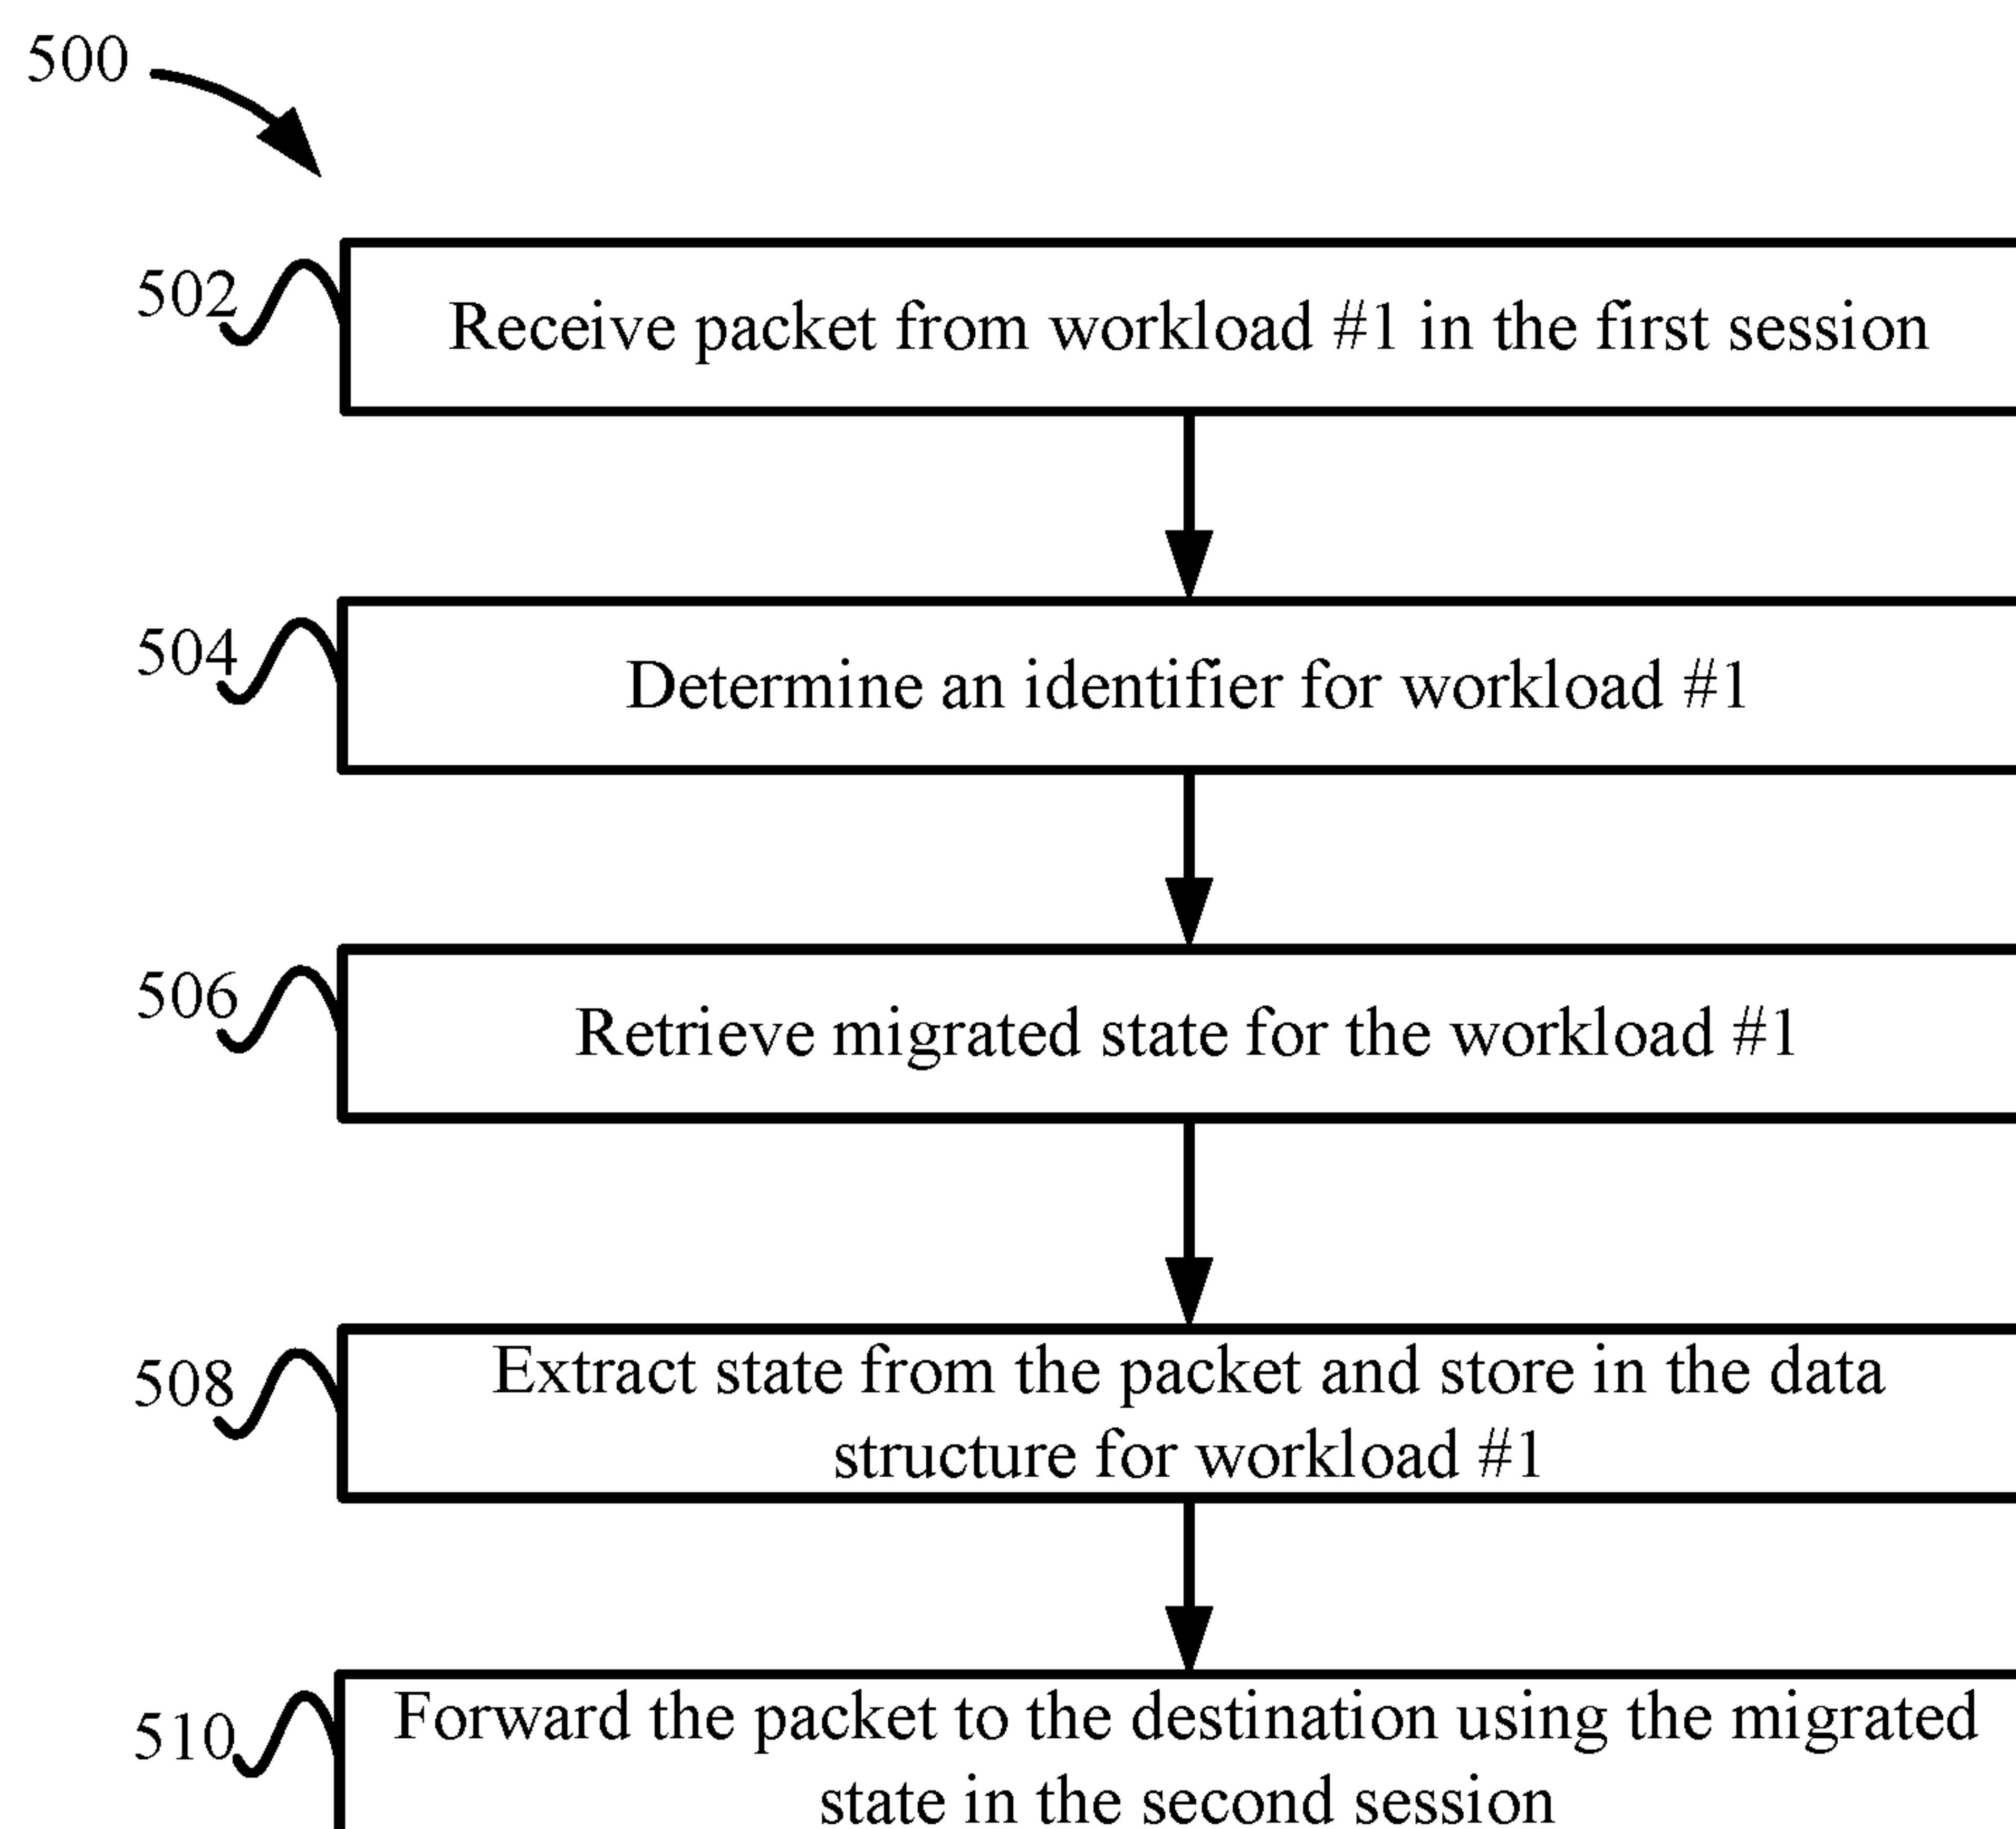 500
502
Receive packet from workload #1 in the first session
504
Determine an identifier for workload #1
506
Retrieve migrated state for the workload #1
508
Extract state from the packet and store in the data
structure for workload #1
510
Forward the packet to the destination using the migrated
state in the second session